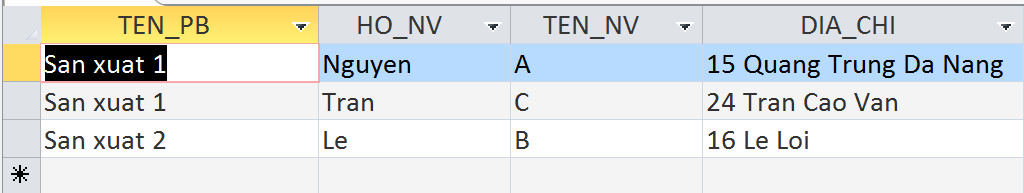 TEN_PB HO_NV TEN_NV DIA_CHI
San xuat 1 Nguyen A 15 Quang Trung Da Nang
San xuat 1 Tran C 24 Tran Cao Van
San xuat 2 Le B 16 Le Loi